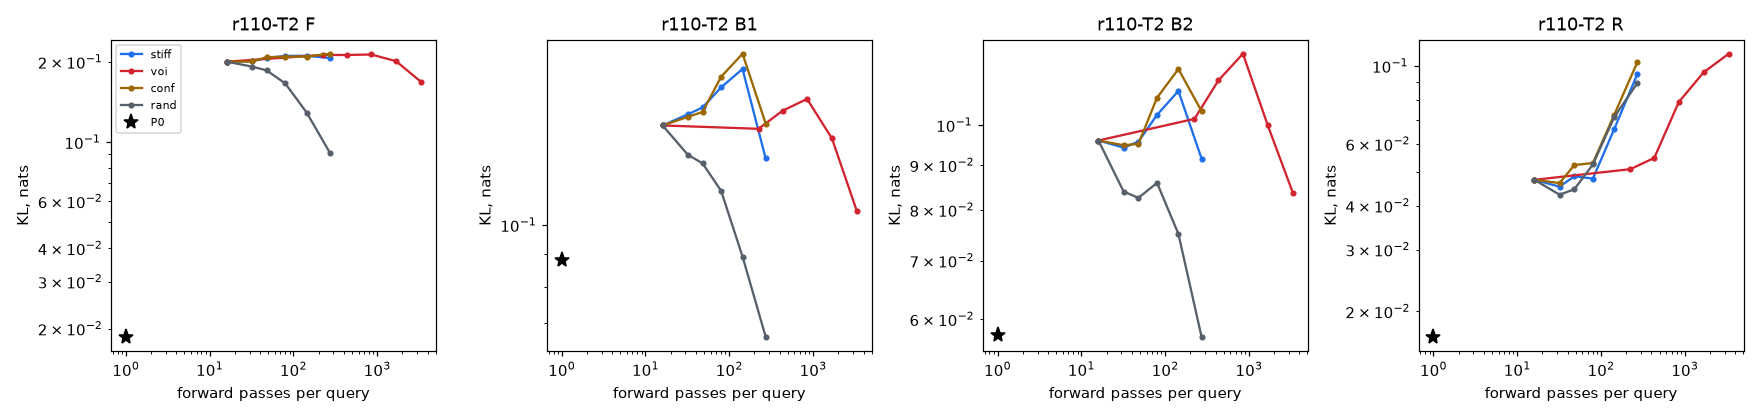 r110-T2 F
KL, nats
2 × 10⁻¹
10⁻¹
6 × 10⁻²
4 × 10⁻²
3 × 10⁻²
2 × 10⁻²
stiff
voi
conf
rand
P0
10⁰ 10¹ 10² 10³
forward passes per query
r110-T2 B1
KL, nats
10⁻¹
10⁰ 10¹ 10² 10³
forward passes per query
r110-T2 B2
KL, nats
10⁻¹
9 × 10⁻²
8 × 10⁻²
7 × 10⁻²
6 × 10⁻²
10⁰ 10¹ 10² 10³
forward passes per query
r110-T2 R
KL, nats
10⁻¹
6 × 10⁻²
4 × 10⁻²
3 × 10⁻²
2 × 10⁻²
10⁰ 10¹ 10² 10³
forward passes per query